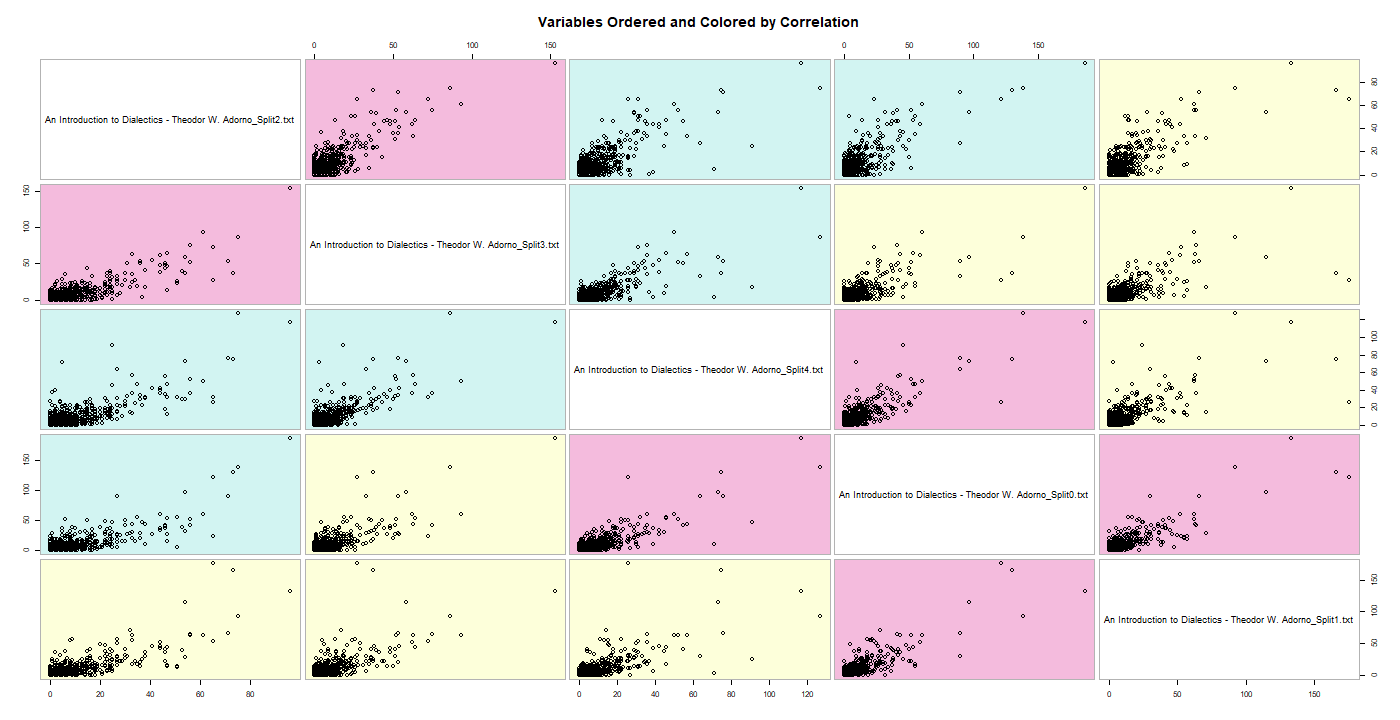 Variables Ordered and Colored by Correlation
0 50 100 150 0 50 100 150
An Introduction to Dialectics - Theodor W. Adorno_Split2.txt
0 20 40 60 80
0 50 100 150
An Introduction to Dialectics - Theodor W. Adorno_Split3.txt
An Introduction to Dialectics - Theodor W. Adorno_Split4.txt
0 20 40 60 80 100
0 50 100 150
An Introduction to Dialectics - Theodor W. Adorno_Split0.txt
An Introduction to Dialectics - Theodor W. Adorno_Split1.txt
0 50 100 150
0 20 40 60 80 0 20 40 60 80 100 120 0 50 100 150